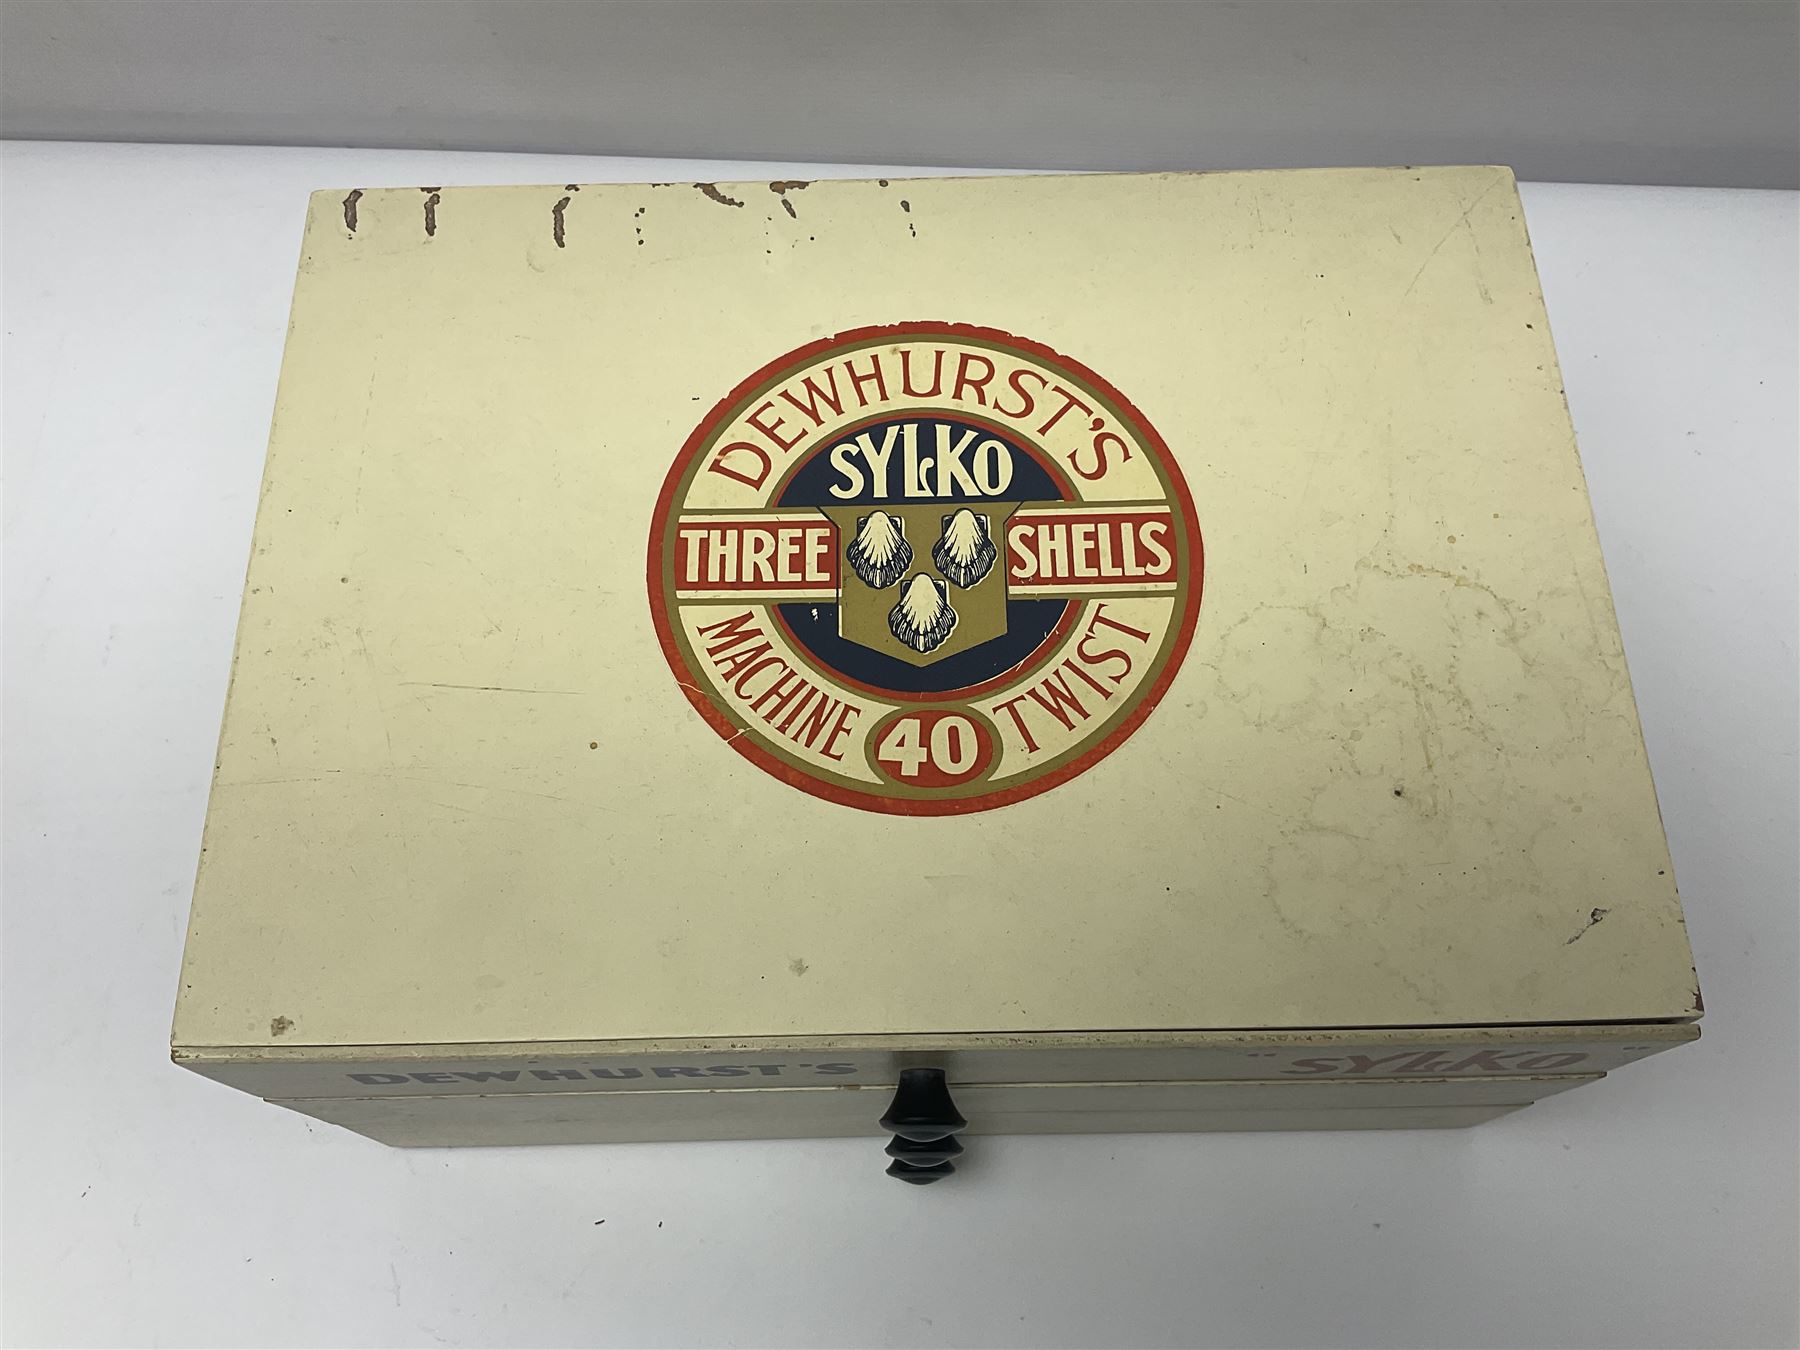 DEWHURST'S
SYLKO
THREE SHELLS
MACHINE 40 TWIST
DEWHURST'S "SYLKO"